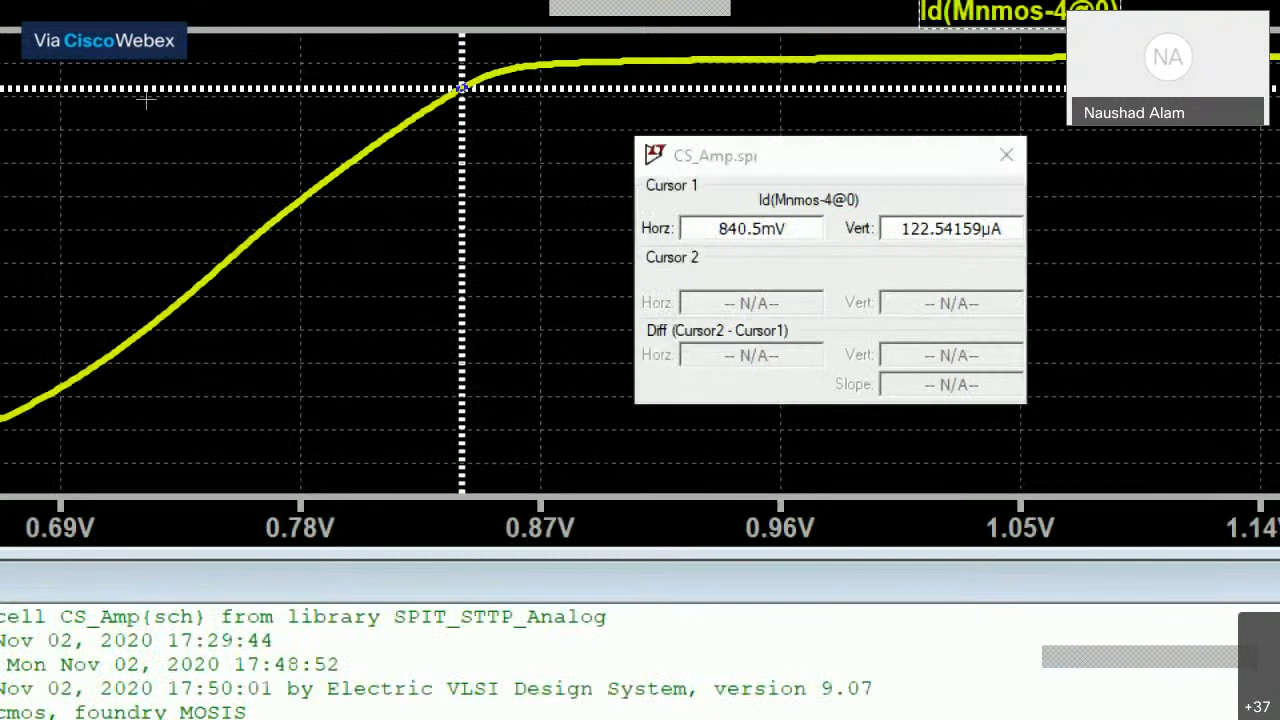 Id(Mnmos-4@0)
Via CiscoWebex
NA
Naushad Alam
CS_Amp.spi
Cursor 1
Id(Mnmos-4@0)
Horz: 840.5mV Vert: 122.54159µA
Cursor 2
Horz: -- N/A-- Vert: -- N/A--
Diff (Cursor2 - Cursor1)
Horz: -- N/A-- Vert: -- N/A--
Slope: -- N/A--
0.69V 0.78V 0.87V 0.96V 1.05V 1.14V
cell CS_Amp{sch} from library SPIT_STTP_Analog
Nov 02, 2020 17:29:44
Mon Nov 02, 2020 17:48:52
Nov 02, 2020 17:50:01 by Electric VLSI Design System, version 9.07
cmos, foundry MOSIS
+37